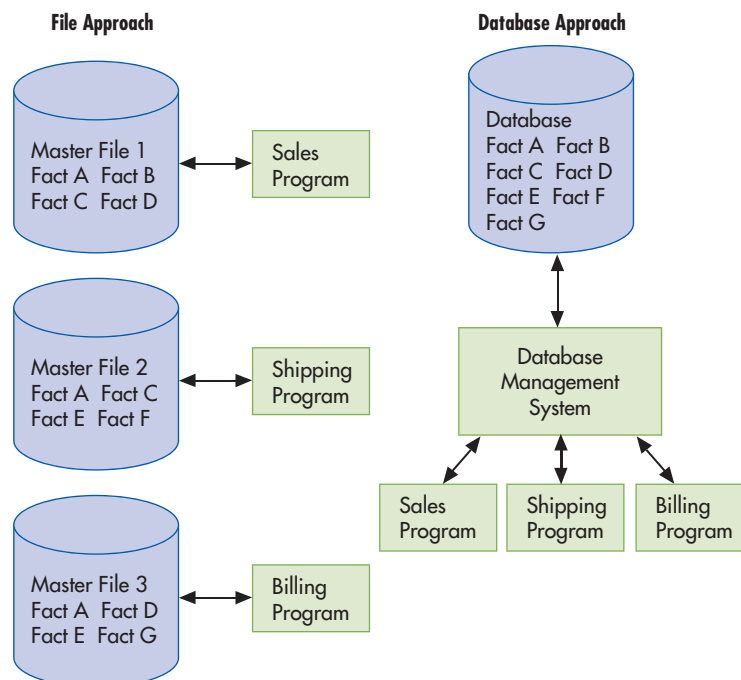 File Approach
Master File 1
Fact A Fact B
Fact C Fact D
Sales
Program
Master File 2
Fact A Fact C
Fact E Fact F
Shipping
Program
Master File 3
Fact A Fact D
Fact E Fact G
Billing
Program
Database Approach
Database
Fact A Fact B
Fact C Fact D
Fact E Fact F
Fact G
Database
Management
System
Sales
Program
Shipping
Program
Billing
Program